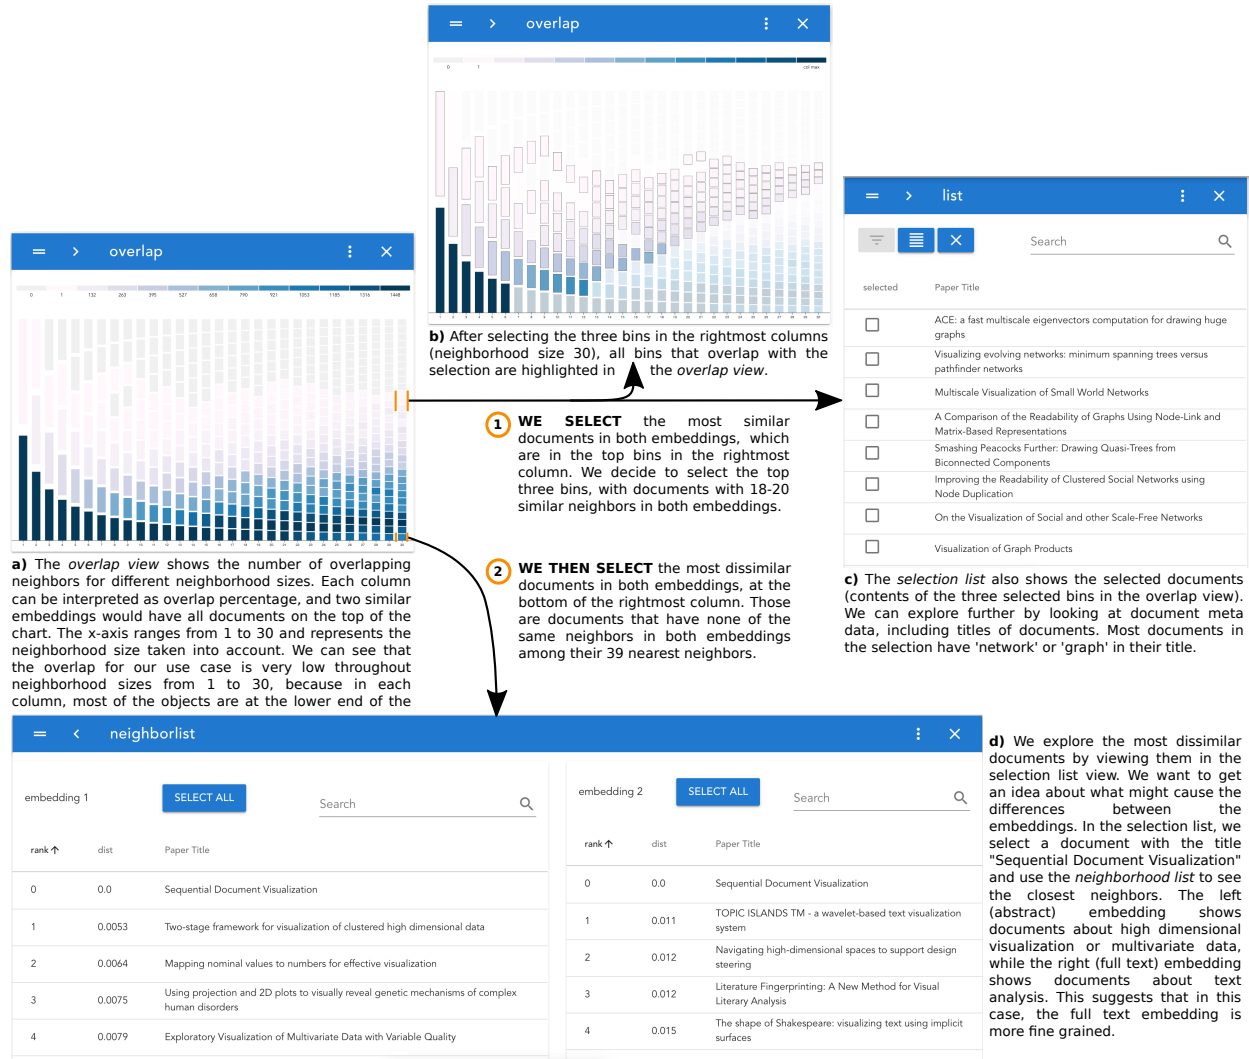 overlap
0 1 col max
b) After selecting the three bins in the rightmost columns
(neighborhood size 30), all bins that overlap with the
selection are highlighted in the overlap view.
overlap
0 1 132 263 395 527 658 790 921 1053 1185 1316 1448
a) The overlap view shows the number of overlapping
neighbors for different neighborhood sizes. Each column
can be interpreted as overlap percentage, and two similar
embeddings would have all documents on the top of the
chart. The x-axis ranges from 1 to 30 and represents the
neighborhood size taken into account. We can see that
the overlap for our use case is very low throughout
neighborhood sizes from 1 to 30, because in each
column, most of the objects are at the lower end of the
1 WE SELECT the most similar
documents in both embeddings, which
are in the top bins in the rightmost
column. We decide to select the top
three bins, with documents with 18-20
similar neighbors in both embeddings.
2 WE THEN SELECT the most dissimilar
documents in both embeddings, at the
bottom of the rightmost column. Those
are documents that have none of the
same neighbors in both embeddings
among their 39 nearest neighbors.
list
Search
selected Paper Title
ACE: a fast multiscale eigenvectors computation for drawing huge
graphs
Visualizing evolving networks: minimum spanning trees versus
pathfinder networks
Multiscale Visualization of Small World Networks
A Comparison of the Readability of Graphs Using Node-Link and
Matrix-Based Representations
Smashing Peacocks Further: Drawing Quasi-Trees from
Biconnected Components
Improving the Readability of Clustered Social Networks using
Node Duplication
On the Visualization of Social and other Scale-Free Networks
Visualization of Graph Products
c) The selection list also shows the selected documents
(contents of the three selected bins in the overlap view).
We can explore further by looking at document meta
data, including titles of documents. Most documents in
the selection have 'network' or 'graph' in their title.
neighborlist
embedding 1 SELECT ALL Search
rank dist Paper Title
0 0.0 Sequential Document Visualization
1 0.0053 Two-stage framework for visualization of clustered high dimensional data
2 0.0064 Mapping nominal values to numbers for effective visualization
3 0.0075 Using projection and 2D plots to visually reveal genetic mechanisms of complex
human disorders
4 0.0079 Exploratory Visualization of Multivariate Data with Variable Quality
embedding 2 SELECT ALL Search
rank dist Paper Title
0 0.0 Sequential Document Visualization
1 0.011 TOPIC ISLANDS TM - a wavelet-based text visualization
system
2 0.012 Navigating high-dimensional spaces to support design
steering
3 0.012 Literature Fingerprinting: A New Method for Visual
Literary Analysis
4 0.015 The shape of Shakespeare: visualizing text using implicit
surfaces
d) We explore the most dissimilar
documents by viewing them in the
selection list view. We want to get
an idea about what might cause the
differences between the
embeddings. In the selection list, we
select a document with the title
"Sequential Document Visualization"
and use the neighborhood list to see
the closest neighbors. The left
(abstract) embedding shows
documents about high dimensional
visualization or multivariate data,
while the right (full text) embedding
shows documents about text
analysis. This suggests that in this
case, the full text embedding is
more fine grained.